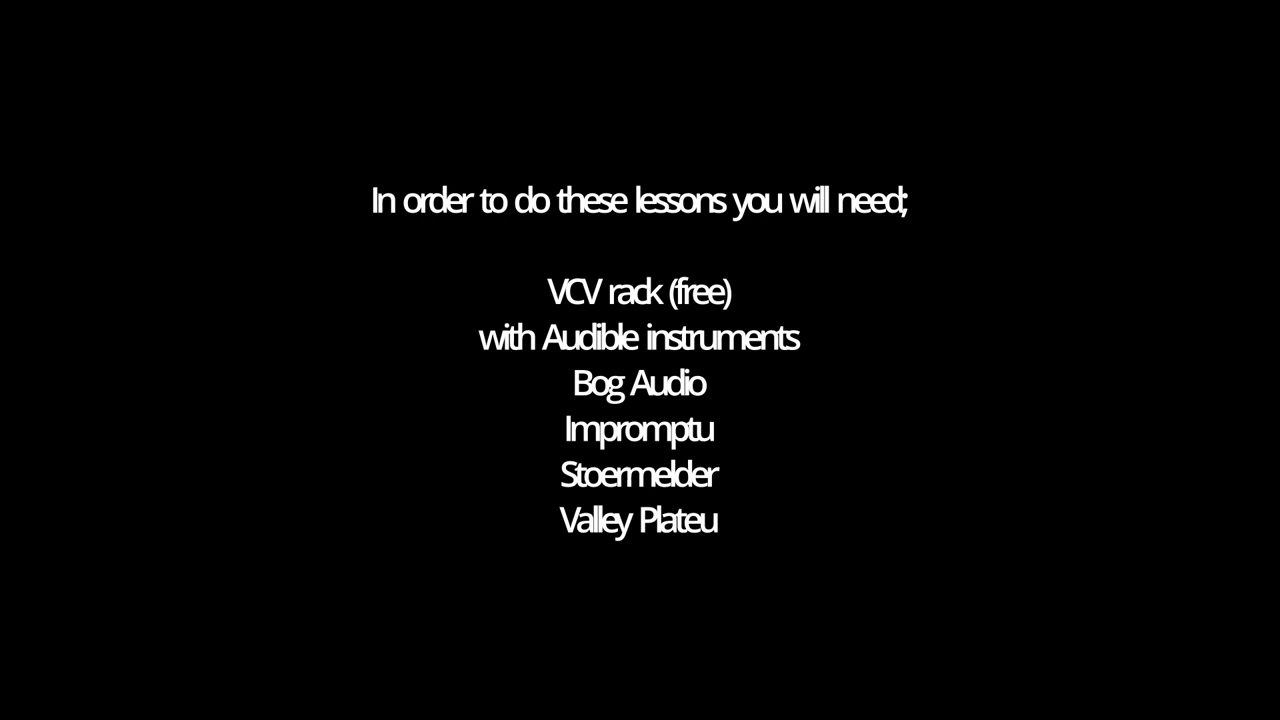 In order to do these lessons you will need;
VCV rack (free)
with Audible instruments
Bog Audio
Impromptu
Stoermelder
Valley Plateu